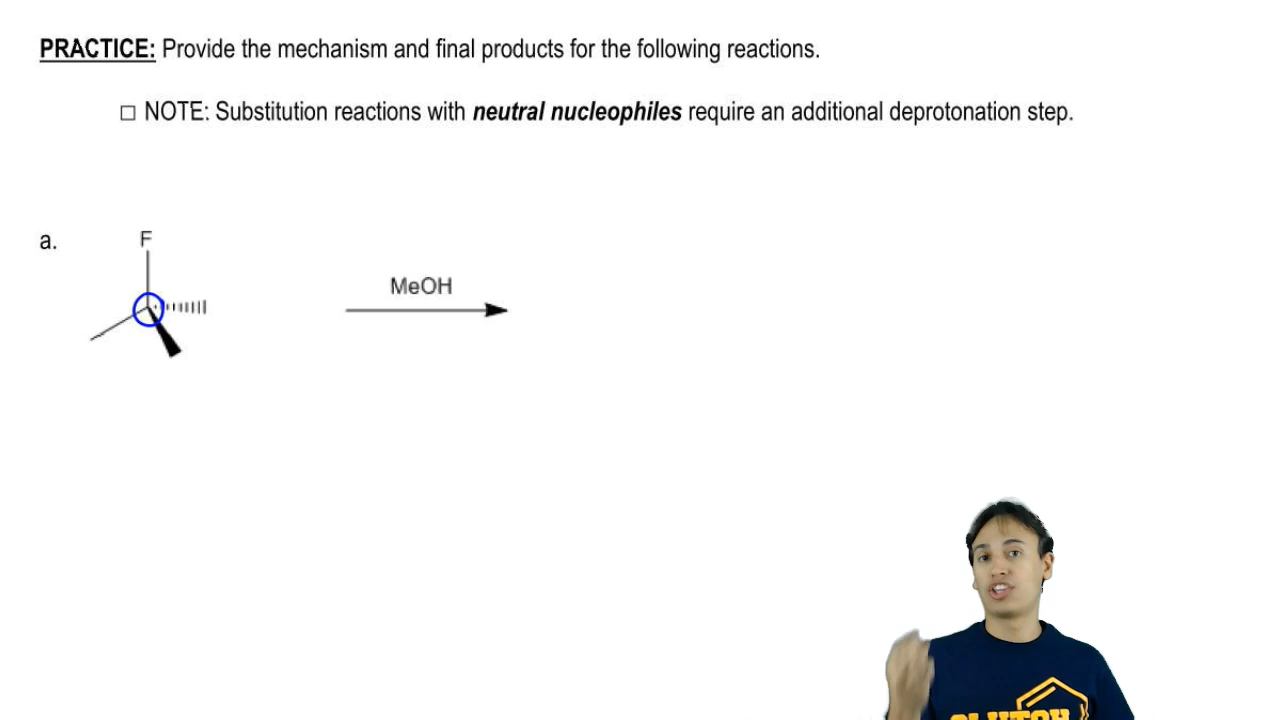 PRACTICE: Provide the mechanism and final products for the following reactions.
□ NOTE: Substitution reactions with neutral nucleophiles require an additional deprotonation step.
a.
F
MeOH
CLUTCH